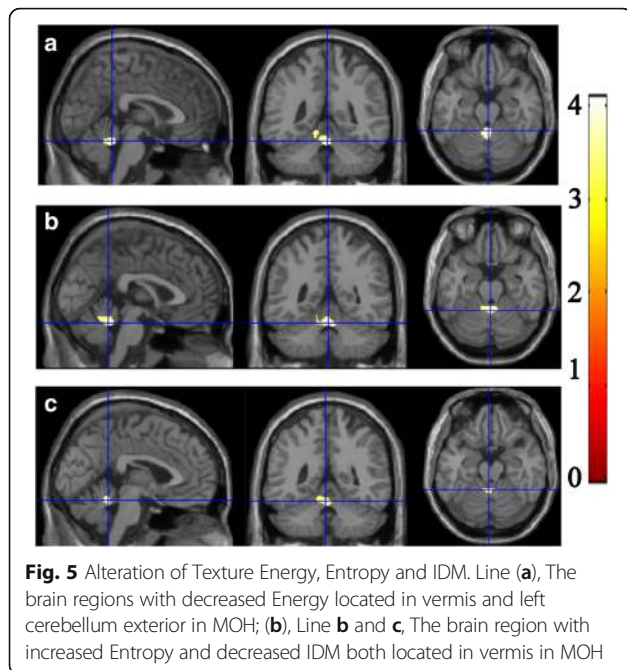 a
b
c
4
3
2
1
0
Fig. 5 Alteration of Texture Energy, Entropy and IDM. Line (a), The
brain regions with decreased Energy located in vermis and left
cerebellum exterior in MOH; (b), Line b and c, The brain region with
increased Entropy and decreased IDM both located in vermis in MOH